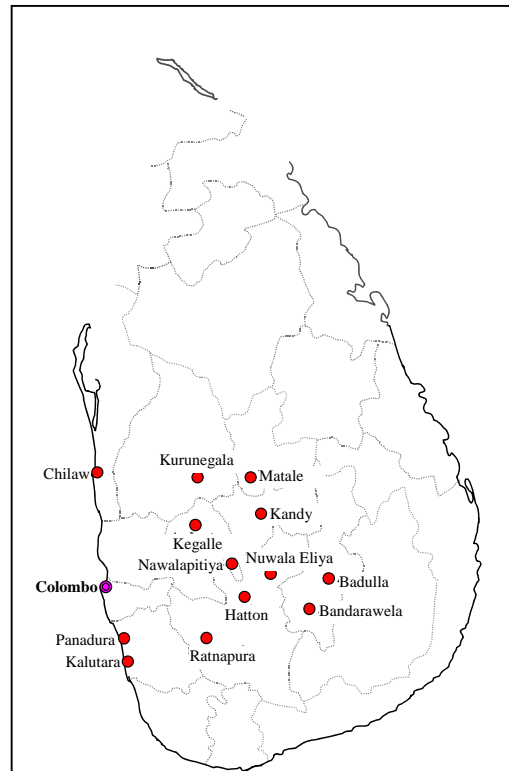 Kurunegala
Chilaw
Matale
Kandy
Kegalle
Nuwala Eliya
Nawalapitiya
Badulla
Colombo
Hatton
Bandarawela
Panadura
Ratnapura
Kalutara